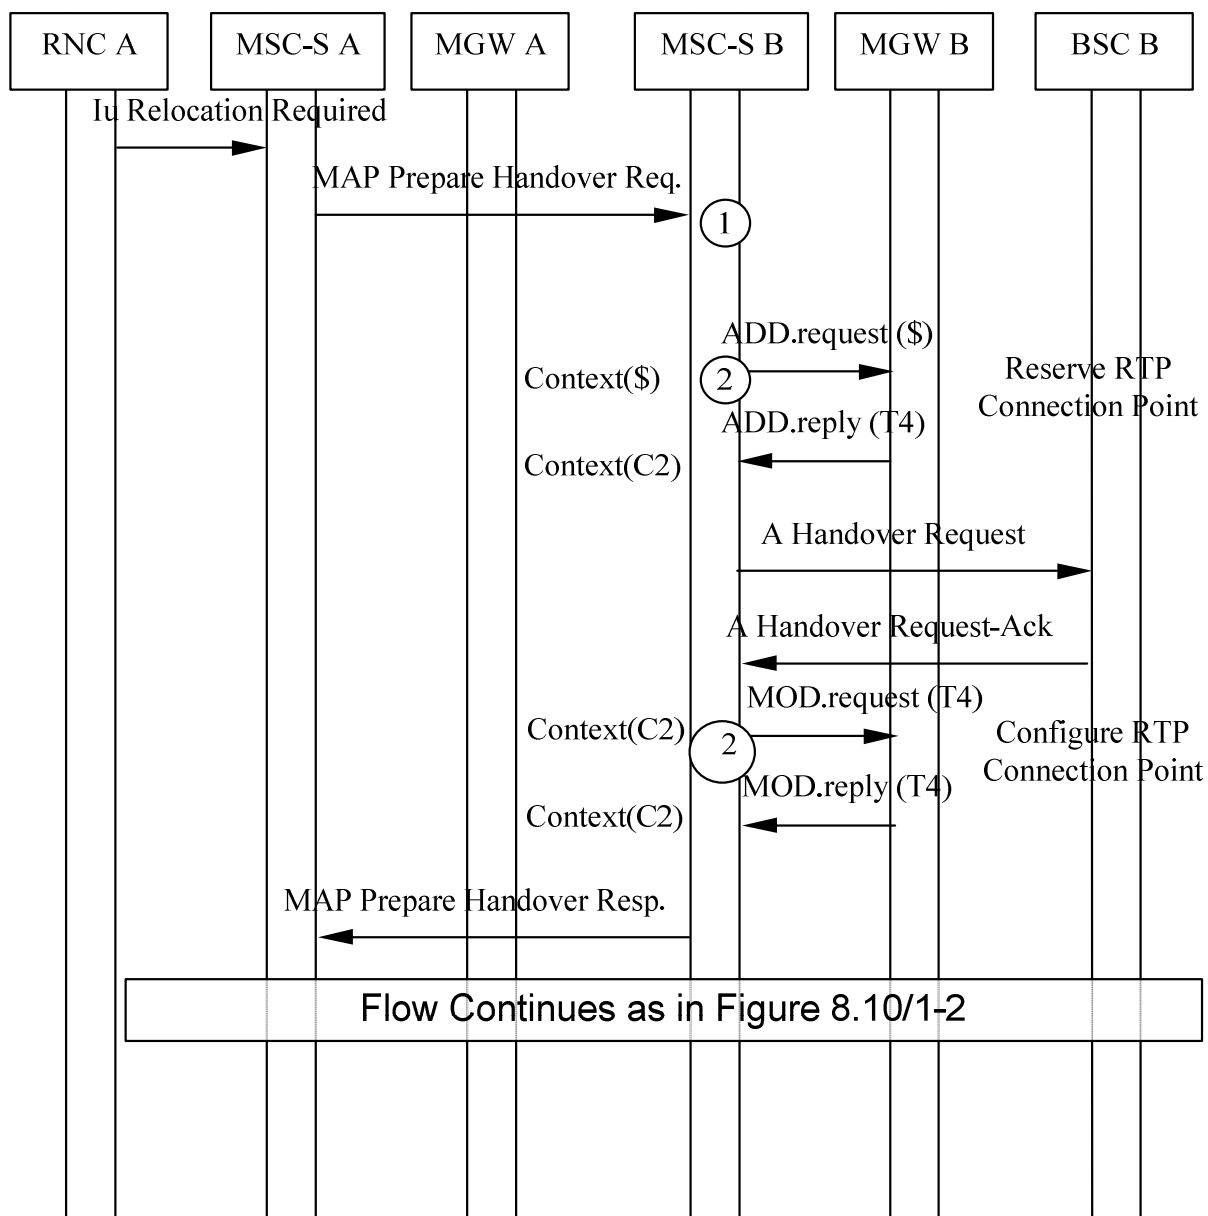 RNC A
MSC-S A
MGW A
MSC-S B
MGW B
BSC B
Iu Relocation Required
MAP Prepare Handover Req.
1
ADD.request ($)
Context($)
2
Reserve RTP
Connection Point
ADD.reply (T4)
Context(C2)
A Handover Request
A Handover Request-Ack
MOD.request (T4)
Context(C2)
2
Configure RTP
Connection Point
MOD.reply (T4)
Context(C2)
MAP Prepare Handover Resp.
Flow Continues as in Figure 8.10/1-2